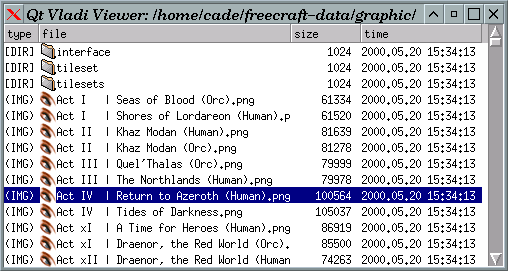 Qt Vladi Viewer: /home/cade/freecraft-data/graphic/
type file size time
[DIR] interface 1024 2000.05.20 15:34:13
[DIR] tileset 1024 2000.05.20 15:34:13
[DIR] tilesets 1024 2000.05.20 15:34:13
(IMG) Act I | Seas of Blood (Orc).png 61334 2000.05.20 15:34:13
(IMG) Act I | Shores of Lordareon (Human).p 61520 2000.05.20 15:34:13
(IMG) Act II | Khaz Modan (Human).png 81639 2000.05.20 15:34:13
(IMG) Act II | Khaz Modan (Orc).png 81278 2000.05.20 15:34:13
(IMG) Act III | Quel'Thalas (Orc).png 79999 2000.05.20 15:34:13
(IMG) Act III | The Northlands (Human).png 79978 2000.05.20 15:34:13
(IMG) Act IV | Return to Azeroth (Human).png 100564 2000.05.20 15:34:13
(IMG) Act IV | Tides of Darkness.png 105037 2000.05.20 15:34:13
(IMG) Act xI | A Time for Heroes (Human).png 86919 2000.05.20 15:34:13
(IMG) Act xI | Draenor, the Red World (Orc). 85500 2000.05.20 15:34:13
(IMG) Act xII | Draenor, the Red World (Human 74263 2000.05.20 15:34:13